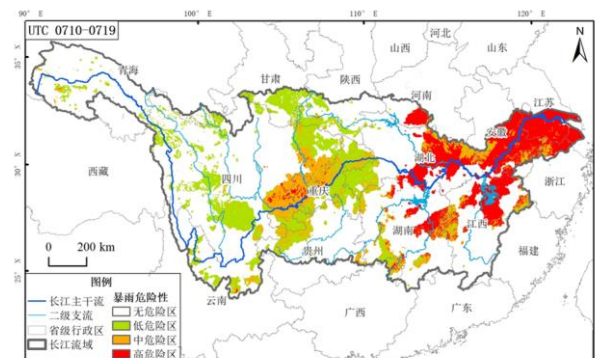 90° 100° 110° 120°
UTC 0710-0719
N
河北
山西 山东
青海 甘肃 陕西 河南
江苏
安徽
湖北
西藏 四川 重庆 浙江
湖南 江西
贵州 福建
云南 广西 广东
35°
30°
25°
0 200 km
图例
长江主干流
二级支流
省级行政区
长江流域
暴雨危险性
无危险区
低危险区
中危险区
高危险区